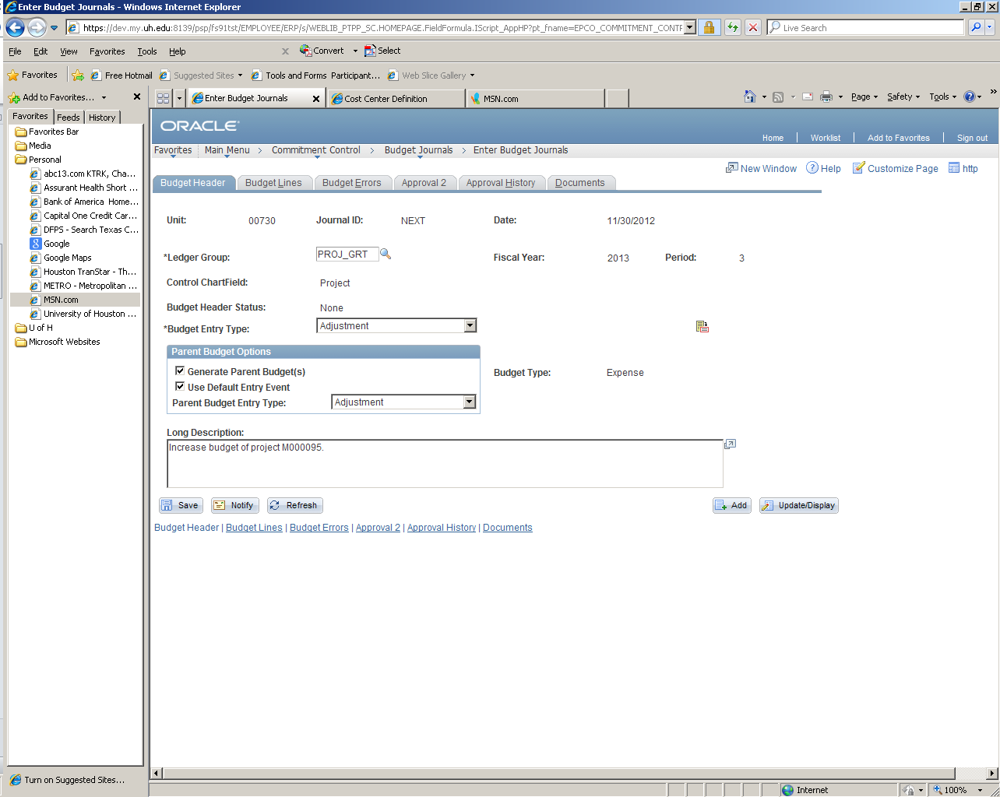 Enter Budget Journals - Windows Internet Explorer
https://dev.my.uh.edu:8139/psp/fs91tst/EMPLOYEE/ERP/s/WEBLIB_PTPP_SC.HOMEPAGE.FieldFormula.IScript_AppHP?pt_fname=EPCO_COMMITMENT_CONTR
Live Search
File Edit View Favorites Tools Help x Convert Select
Favorites Free Hotmail Suggested Sites Tools and Forms Participant... Web Slice Gallery
Add to Favorites... Enter Budget Journals Cost Center Definition MSN.com Page Safety Tools
Favorites Feeds History
Favorites Bar
Media
Personal
abc13.com KTRK, Cha...
Assurant Health Short ...
Bank of America Home...
Capital One Credit Car...
DFPS - Search Texas C...
Google
Google Maps
Houston TranStar - Th...
METRO - Metropolitan ...
MSN.com
University of Houston ...
U of H
Microsoft Websites
Turn on Suggested Sites...
ORACLE
Home Worklist Add to Favorites Sign out
Favorites Main Menu > Commitment Control > Budget Journals > Enter Budget Journals
New Window Help Customize Page http
Budget Header Budget Lines Budget Errors Approval 2 Approval History Documents
Unit: 00730 Journal ID: NEXT Date: 11/30/2012
*Ledger Group: PROJ_GRT Fiscal Year: 2013 Period: 3
Control ChartField: Project
Budget Header Status: None
*Budget Entry Type: Adjustment
Parent Budget Options
Generate Parent Budget(s) Budget Type: Expense
Use Default Entry Event
Parent Budget Entry Type: Adjustment
Long Description:
Increase budget of project M000095.
Save Notify Refresh Add Update/Display
Budget Header | Budget Lines | Budget Errors | Approval 2 | Approval History | Documents
Internet 100%